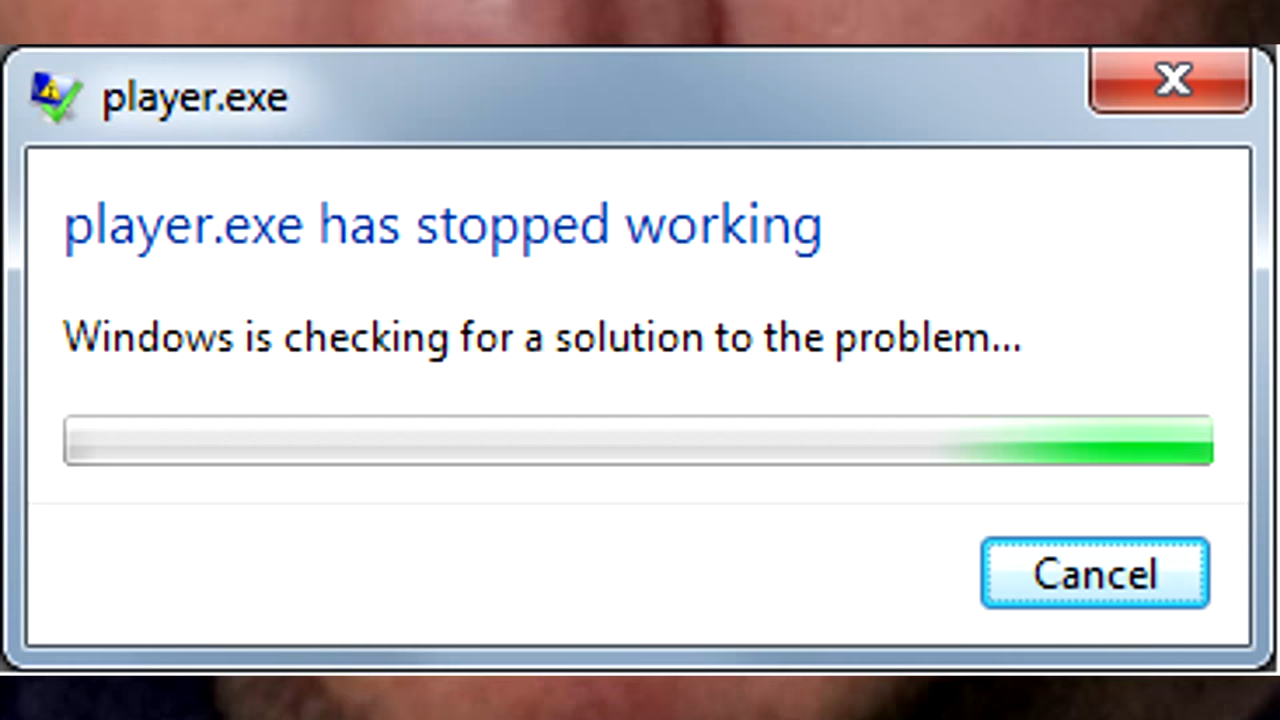 player.exe
player.exe has stopped working
Windows is checking for a solution to the problem...
Cancel